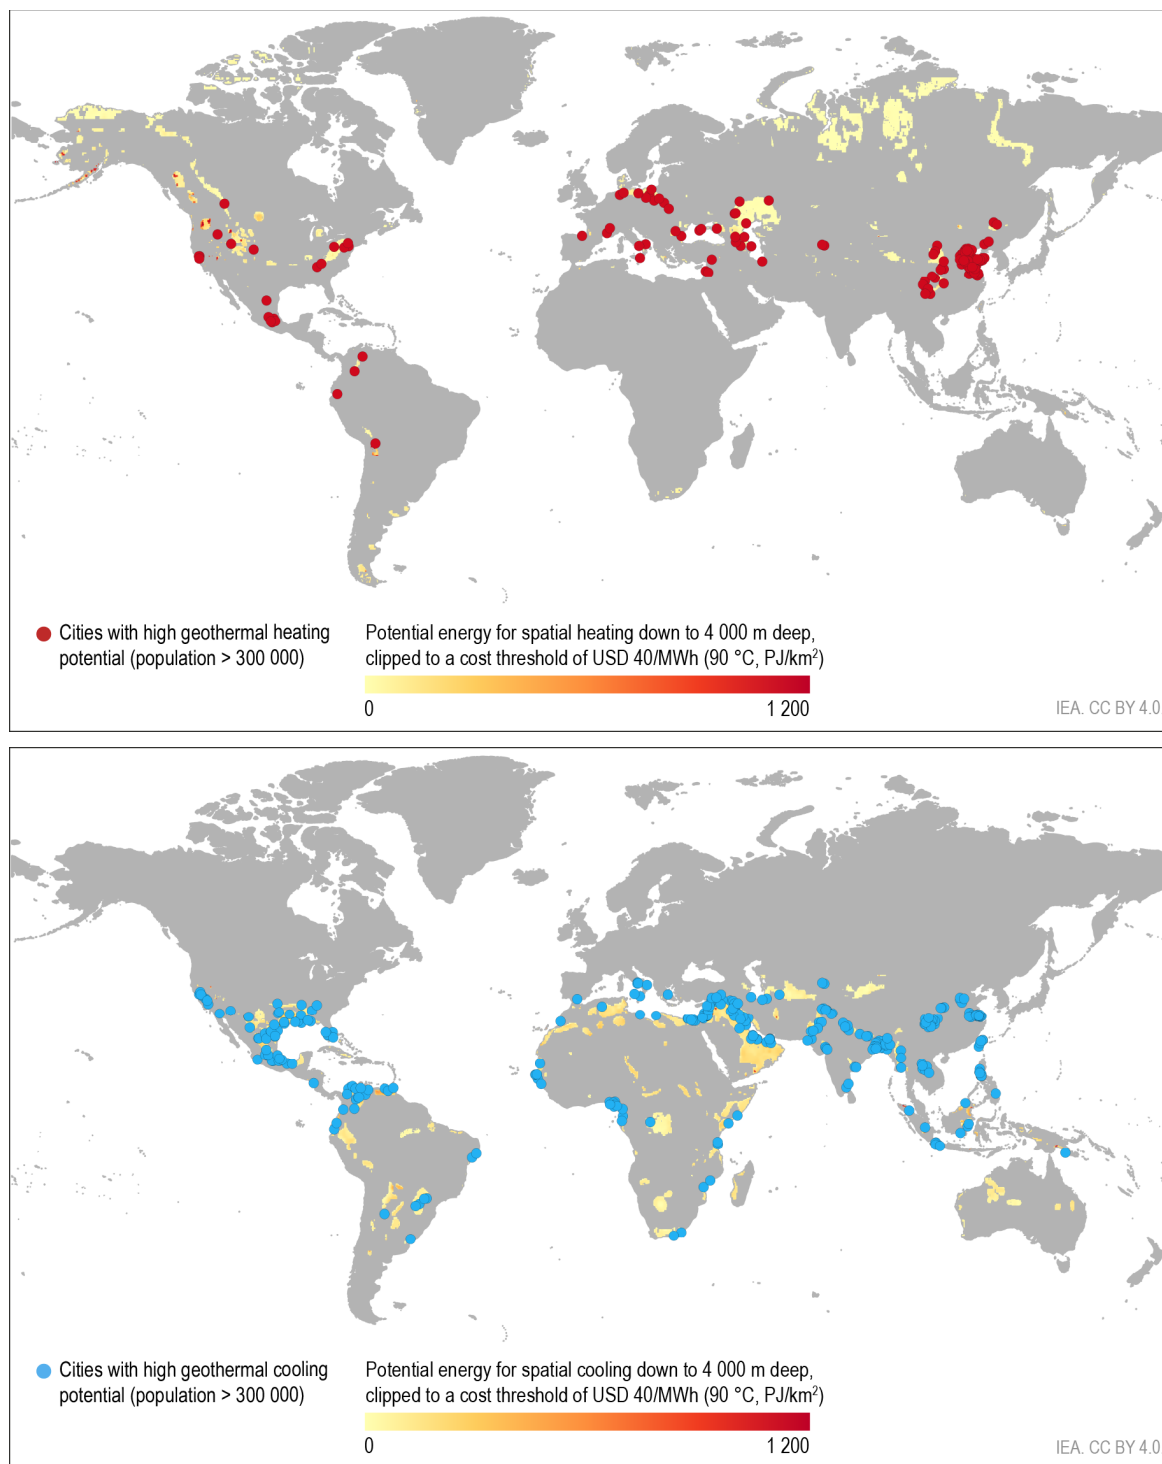 Cities with high geothermal heating
potential (population > 300 000)
Potential energy for spatial heating down to 4 000 m deep,
clipped to a cost threshold of USD 40/MWh (90 °C, PJ/km²)
0
1 200
IEA. CC BY 4.0
Cities with high geothermal cooling
potential (population > 300 000)
Potential energy for spatial cooling down to 4 000 m deep,
clipped to a cost threshold of USD 40/MWh (90 °C, PJ/km²)
0
1 200
IEA. CC BY 4.0